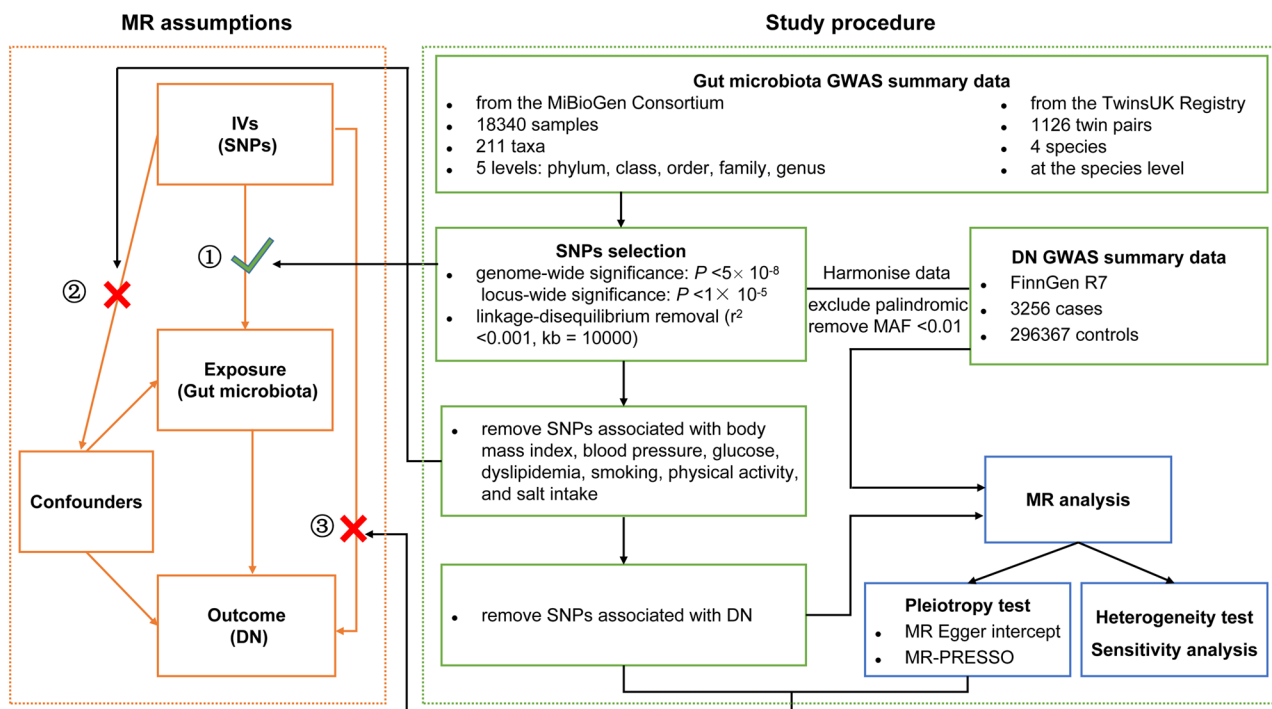 MR assumptions
IVs
(SNPs)
①
②
Exposure
(Gut microbiota)
Confounders
③
Outcome
(DN)
Study procedure
Gut microbiota GWAS summary data
• from the MiBioGen Consortium
• 18340 samples
• 211 taxa
• 5 levels: phylum, class, order, family, genus
• from the TwinsUK Registry
• 1126 twin pairs
• 4 species
• at the species level
SNPs selection
• genome-wide significance: P <5× 10-8
locus-wide significance: P <1× 10-5
• linkage-disequilibrium removal (r2
<0.001, kb = 10000)
Harmonise data
exclude palindromic
remove MAF <0.01
DN GWAS summary data
• FinnGen R7
• 3256 cases
• 296367 controls
• remove SNPs associated with body
mass index, blood pressure, glucose,
dyslipidemia, smoking, physical activity,
and salt intake
• remove SNPs associated with DN
MR analysis
Pleiotropy test
• MR Egger intercept
• MR-PRESSO
Heterogeneity test
Sensitivity analysis